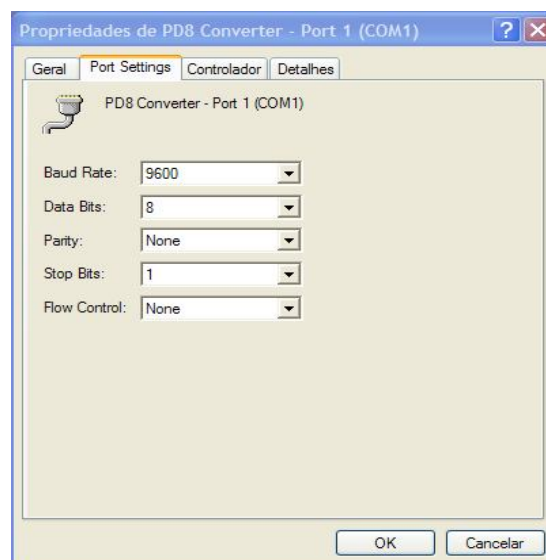 Propriedades de PD8 Converter - Port 1 (COM1) ? X
Geral Port Settings Controlador Detalhes
PD8 Converter - Port 1 (COM1)
Baud Rate: 9600
Data Bits: 8
Parity: None
Stop Bits: 1
Flow Control: None
OK Cancelar